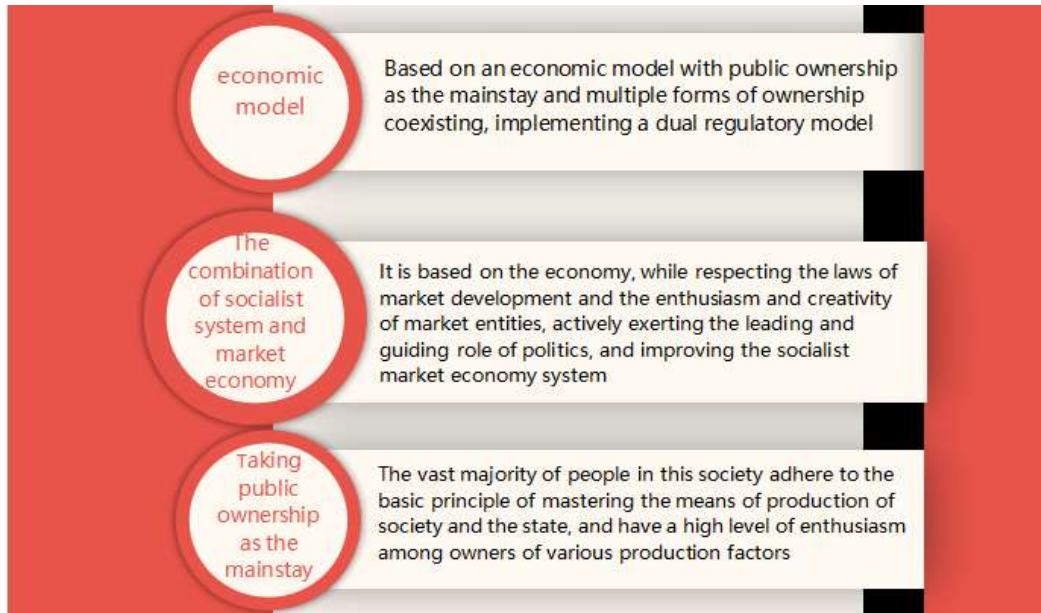 economic
model
Based on an economic model with public ownership
as the mainstay and multiple forms of ownership
coexisting, implementing a dual regulatory model
The
combination
of socialist
system and
market
economy
It is based on the economy, while respecting the laws of
market development and the enthusiasm and creativity
of market entities, actively exerting the leading and
guiding role of politics, and improving the socialist
market economy system
Taking
public
ownership
as the
mainstay
The vast majority of people in this society adhere to the
basic principle of mastering the means of production of
society and the state, and have a high level of enthusiasm
among owners of various production factors